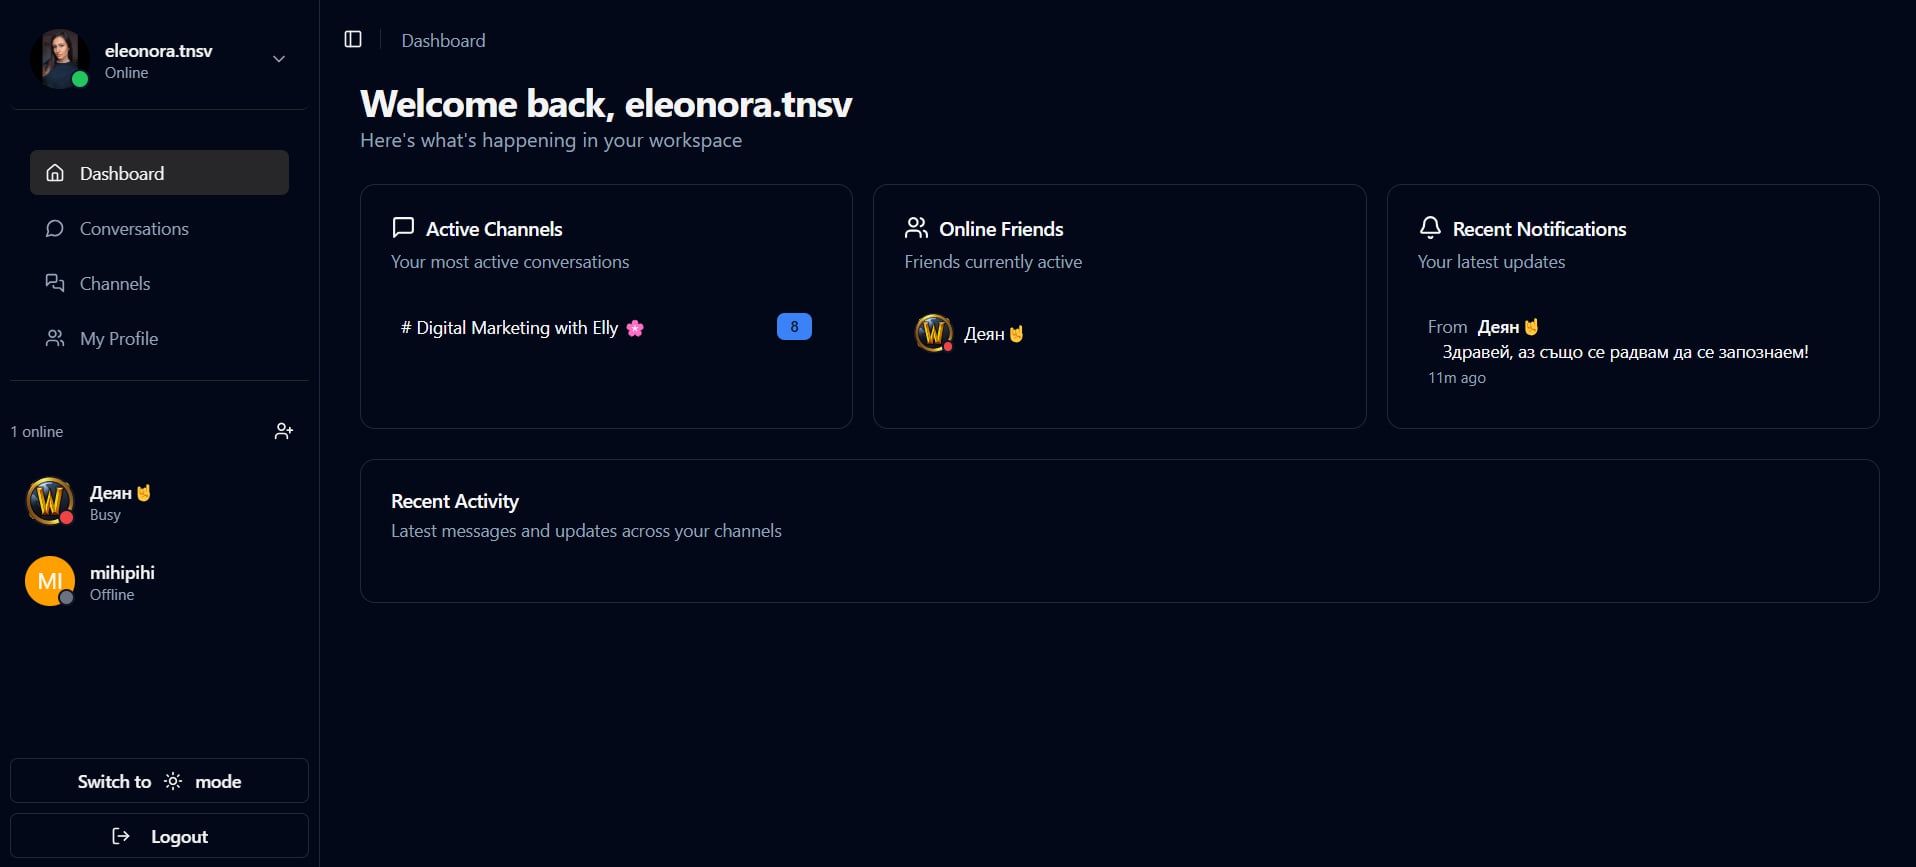 eleonora.tnsv
Online
Dashboard
Conversations
Channels
My Profile
1 online
Деян🤘
Busy
MI
mihipihi
Offline
Switch to mode
Logout
Dashboard
Welcome back, eleonora.tnsv
Here's what's happening in your workspace
Active Channels
Your most active conversations
# Digital Marketing with Elly 🌸
8
Online Friends
Friends currently active
W
Деян🤘
Recent Notifications
Your latest updates
From Деян🤘
Здравей, аз също се радвам да се запознаем!
11m ago
Recent Activity
Latest messages and updates across your channels